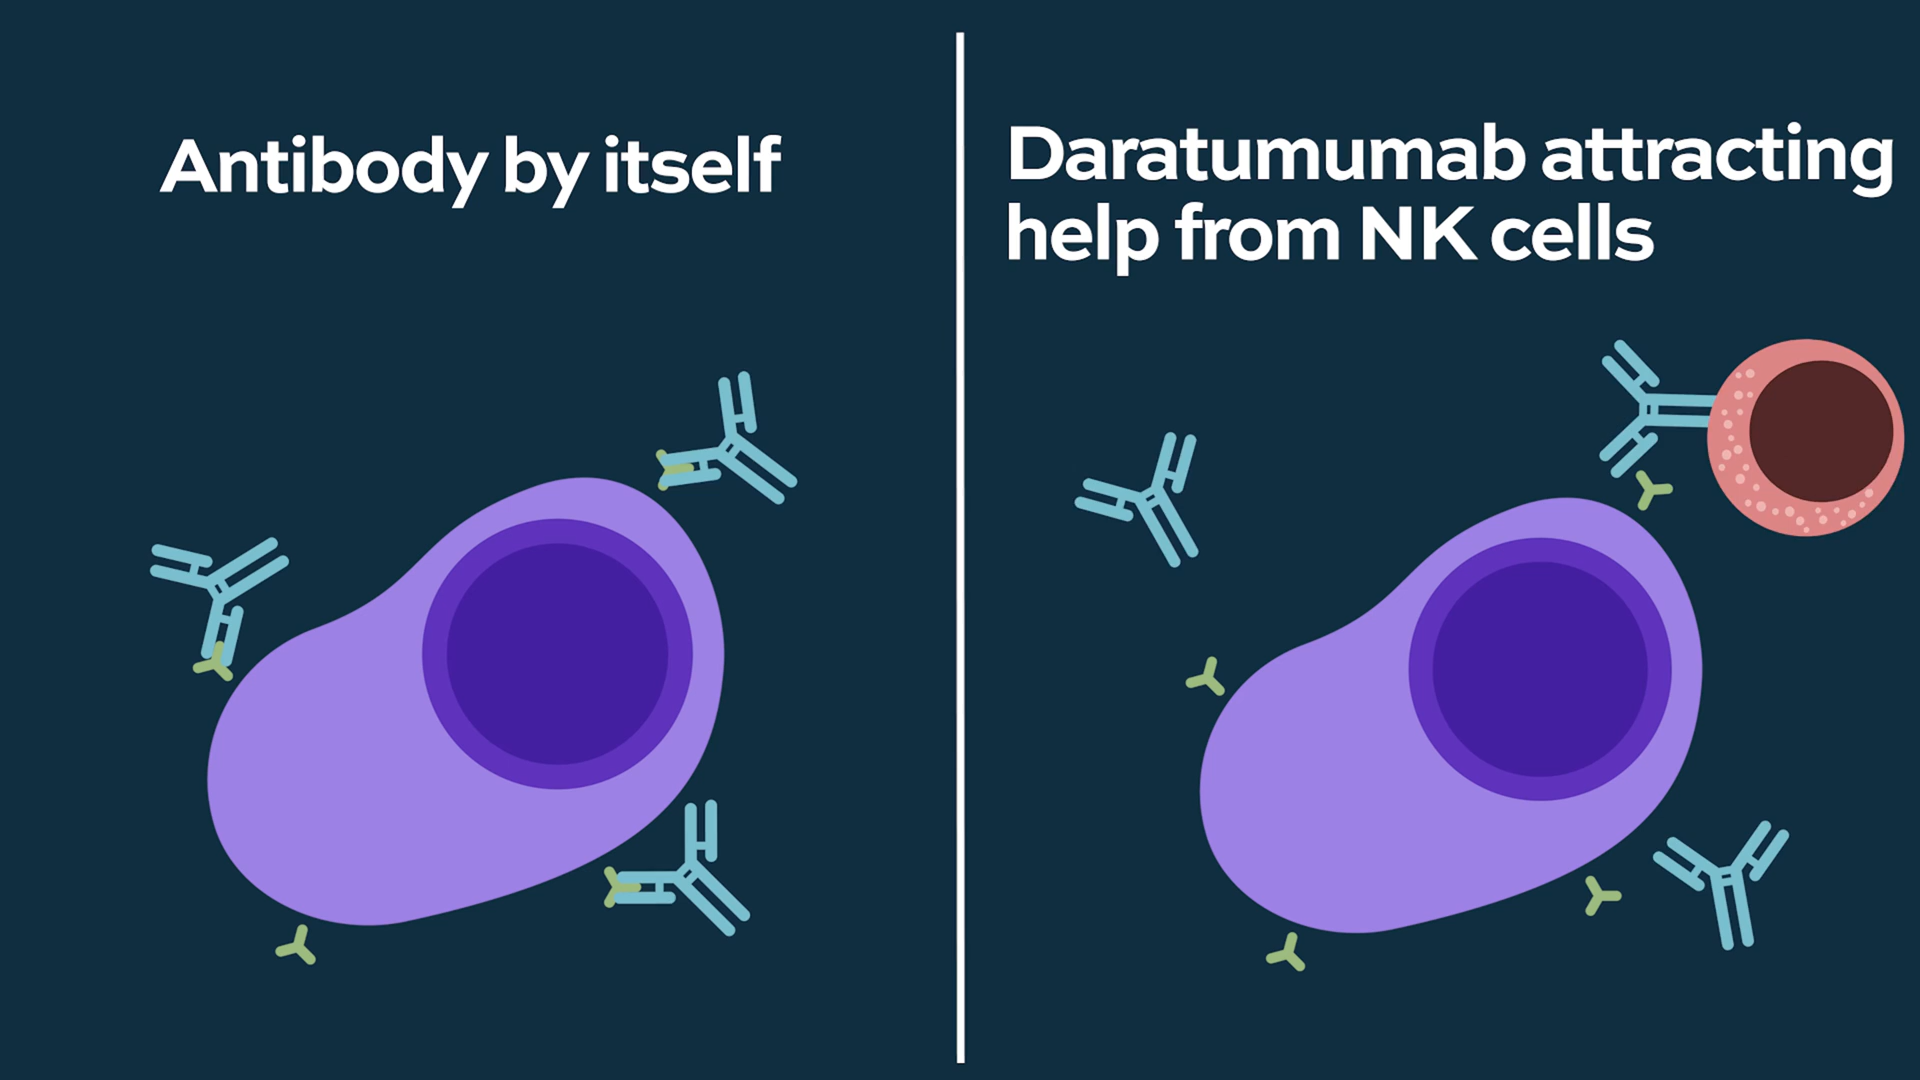 Antibody by itself
Daratumumab attracting
help from NK cells